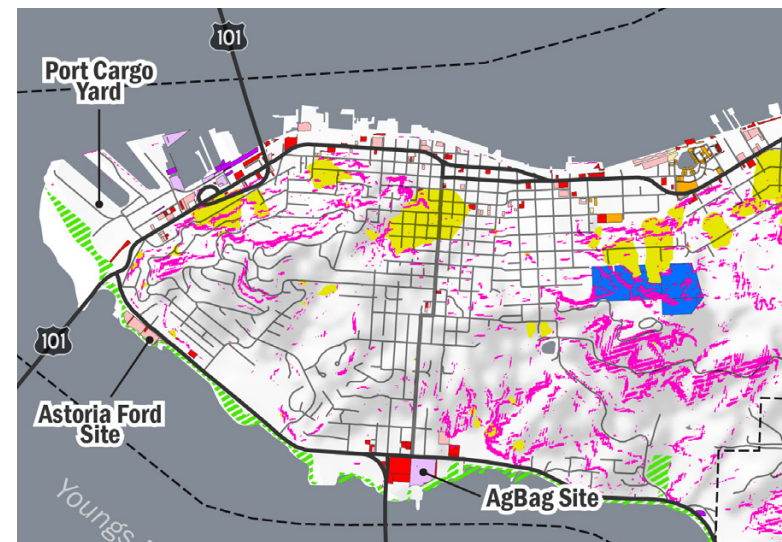 101
Port Cargo
Yard
101
Astoria Ford
Site
AgBag Site
Youngs